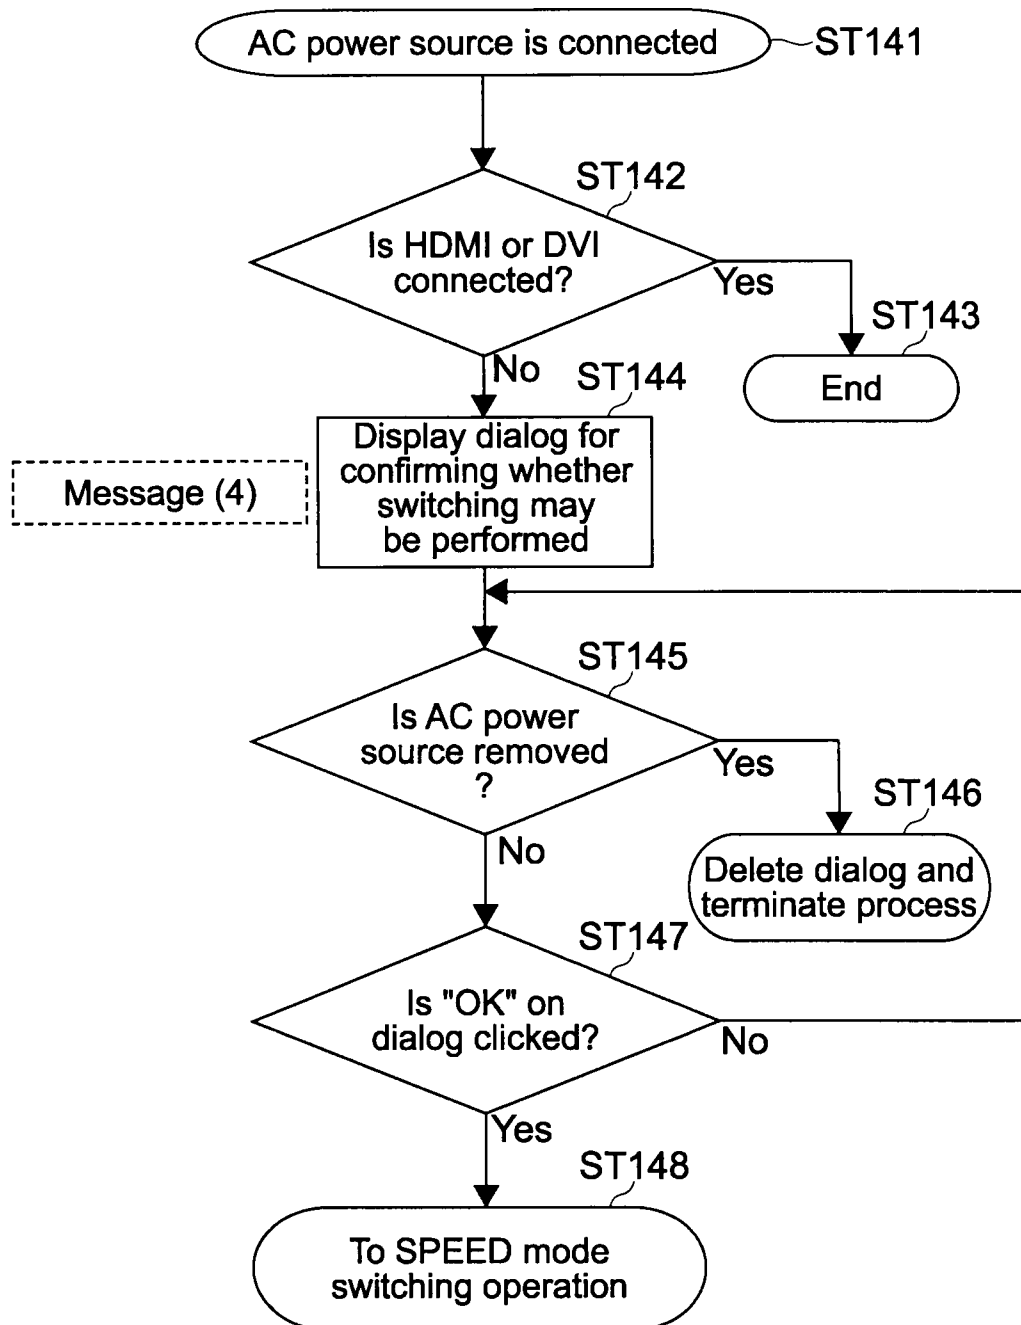 AC power source is connected
ST141
ST142
Is HDMI or DVI
connected?
Yes
ST143
End
No
ST144
Display dialog for
confirming whether
switching may
be performed
Message (4)
ST145
Is AC power
source removed
?
Yes
ST146
Delete dialog and
terminate process
No
ST147
Is "OK" on
dialog clicked?
No
Yes
ST148
To SPEED mode
switching operation